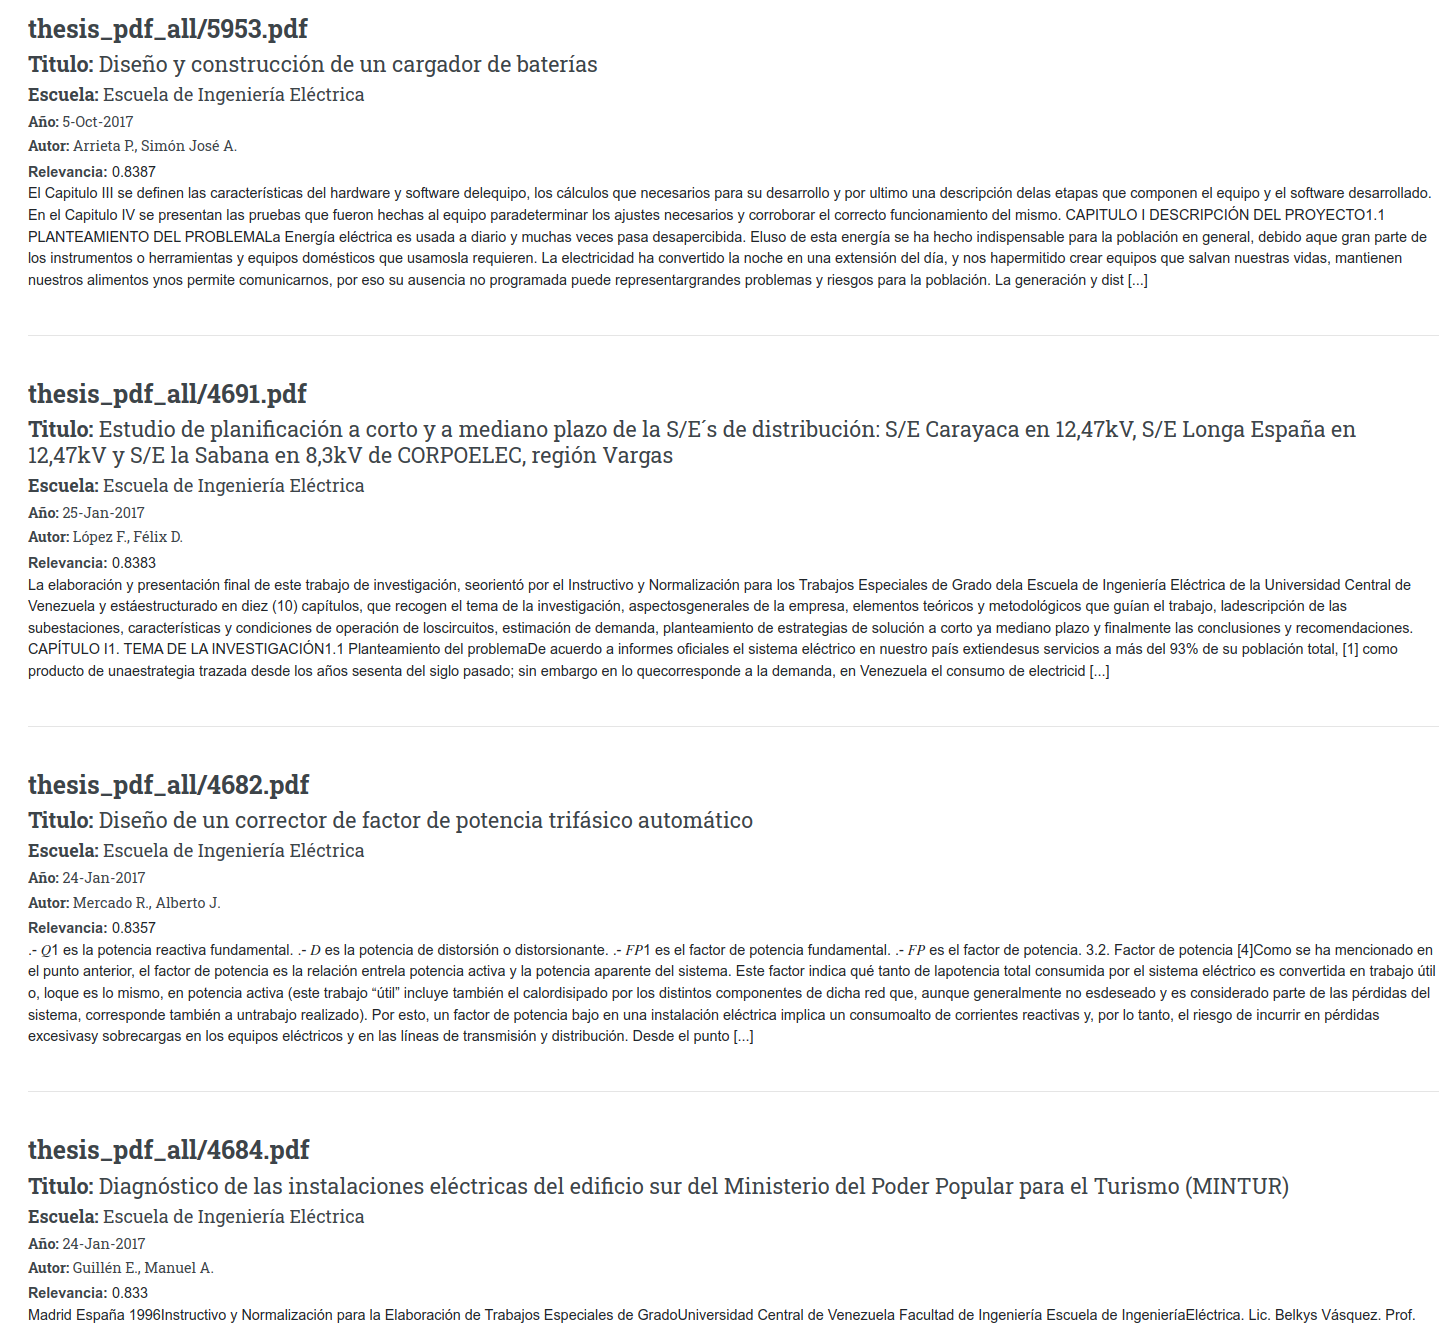 thesis_pdf_all/5953.pdf
Titulo: Diseño y construcción de un cargador de baterías
Escuela: Escuela de Ingeniería Eléctrica
Año: 5-Oct-2017
Autor: Arrieta P., Simón José A.
Relevancia: 0.8387
El Capitulo III se definen las características del hardware y software delequipo, los cálculos que necesarios para su desarrollo y por ultimo una descripción delas etapas que componen el equipo y el software desarrollado.
En el Capitulo IV se presentan las pruebas que fueron hechas al equipo paradeterminar los ajustes necesarios y corroborar el correcto funcionamiento del mismo. CAPITULO I DESCRIPCIÓN DEL PROYECTO1.1
PLANTEAMIENTO DEL PROBLEMALa Energía eléctrica es usada a diario y muchas veces pasa desapercibida. Eluso de esta energía se ha hecho indispensable para la población en general, debido aque gran parte de
los instrumentos o herramientas y equipos domésticos que usamosla requieren. La electricidad ha convertido la noche en una extensión del día, y nos hapermitido crear equipos que salvan nuestras vidas, mantienen
nuestros alimentos ynos permite comunicarnos, por eso su ausencia no programada puede representargrandes problemas y riesgos para la población. La generación y dist [...]
thesis_pdf_all/4691.pdf
Titulo: Estudio de planificación a corto y a mediano plazo de la S/E´s de distribución: S/E Carayaca en 12,47kV, S/E Longa España en
12,47kV y S/E la Sabana en 8,3kV de CORPOELEC, región Vargas
Escuela: Escuela de Ingeniería Eléctrica
Año: 25-Jan-2017
Autor: López F., Félix D.
Relevancia: 0.8383
La elaboración y presentación final de este trabajo de investigación, seorientó por el Instructivo y Normalización para los Trabajos Especiales de Grado dela Escuela de Ingeniería Eléctrica de la Universidad Central de
Venezuela y estáestructurado en diez (10) capítulos, que recogen el tema de la investigación, aspectosgenerales de la empresa, elementos teóricos y metodológicos que guían el trabajo, ladescripción de las
subestaciones, características y condiciones de operación de loscircuitos, estimación de demanda, planteamiento de estrategias de solución a corto ya mediano plazo y finalmente las conclusiones y recomendaciones.
CAPÍTULO I1. TEMA DE LA INVESTIGACIÓN1.1 Planteamiento del problemaDe acuerdo a informes oficiales el sistema eléctrico en nuestro país extiendesus servicios a más del 93% de su población total, [1] como
producto de unaestrategia trazada desde los años sesenta del siglo pasado; sin embargo en lo quecorresponde a la demanda, en Venezuela el consumo de electricid [...]
thesis_pdf_all/4682.pdf
Titulo: Diseño de un corrector de factor de potencia trifásico automático
Escuela: Escuela de Ingeniería Eléctrica
Año: 24-Jan-2017
Autor: Mercado R., Alberto J.
Relevancia: 0.8357
.- 𝑄1 es la potencia reactiva fundamental. .- 𝐷 es la potencia de distorsión o distorsionante. .- 𝐹𝑃1 es el factor de potencia fundamental. .- 𝐹𝑃 es el factor de potencia. 3.2. Factor de potencia [4]Como se ha mencionado en
el punto anterior, el factor de potencia es la relación entrela potencia activa y la potencia aparente del sistema. Este factor indica qué tanto de lapotencia total consumida por el sistema eléctrico es convertida en trabajo útil
o, loque es lo mismo, en potencia activa (este trabajo “útil” incluye también el calordisipado por los distintos componentes de dicha red que, aunque generalmente no esdeseado y es considerado parte de las pérdidas del
sistema, corresponde también a untrabajo realizado). Por esto, un factor de potencia bajo en una instalación eléctrica implica un consumoalto de corrientes reactivas y, por lo tanto, el riesgo de incurrir en pérdidas
excesivasy sobrecargas en los equipos eléctricos y en las líneas de transmisión y distribución. Desde el punto [...]
thesis_pdf_all/4684.pdf
Titulo: Diagnóstico de las instalaciones eléctricas del edificio sur del Ministerio del Poder Popular para el Turismo (MINTUR)
Escuela: Escuela de Ingeniería Eléctrica
Año: 24-Jan-2017
Autor: Guillén E., Manuel A.
Relevancia: 0.833
Madrid España 1996Instructivo y Normalización para la Elaboración de Trabajos Especiales de GradoUniversidad Central de Venezuela Facultad de Ingeniería Escuela de IngenieríaEléctrica. Lic. Belkys Vásquez. Prof.